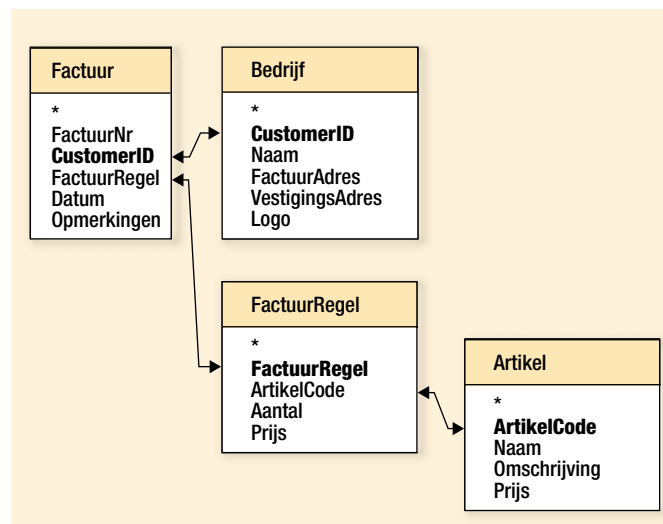 Factuur
*
FactuurNr
CustomerID
FactuurRegel
Datum
Opmerkingen
Bedrijf
*
CustomerID
Naam
FactuurAdres
VestigingsAdres
Logo
FactuurRegel
*
FactuurRegel
ArtikelCode
Aantal
Prijs
Artikel
*
ArtikelCode
Naam
Omschrijving
Prijs